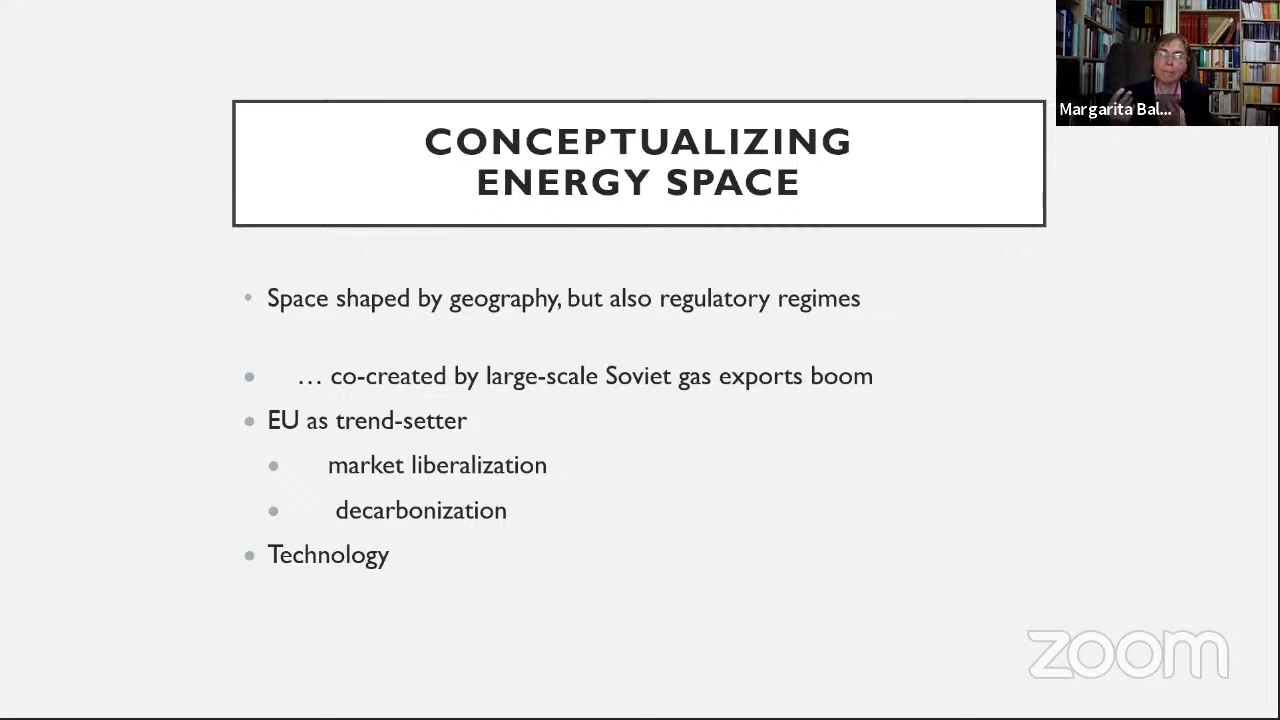 Margarita Bal...
CONCEPTUALIZING
ENERGY SPACE
• Space shaped by geography, but also regulatory regimes
• … co-created by large-scale Soviet gas exports boom
• EU as trend-setter
• market liberalization
• decarbonization
• Technology
zoom